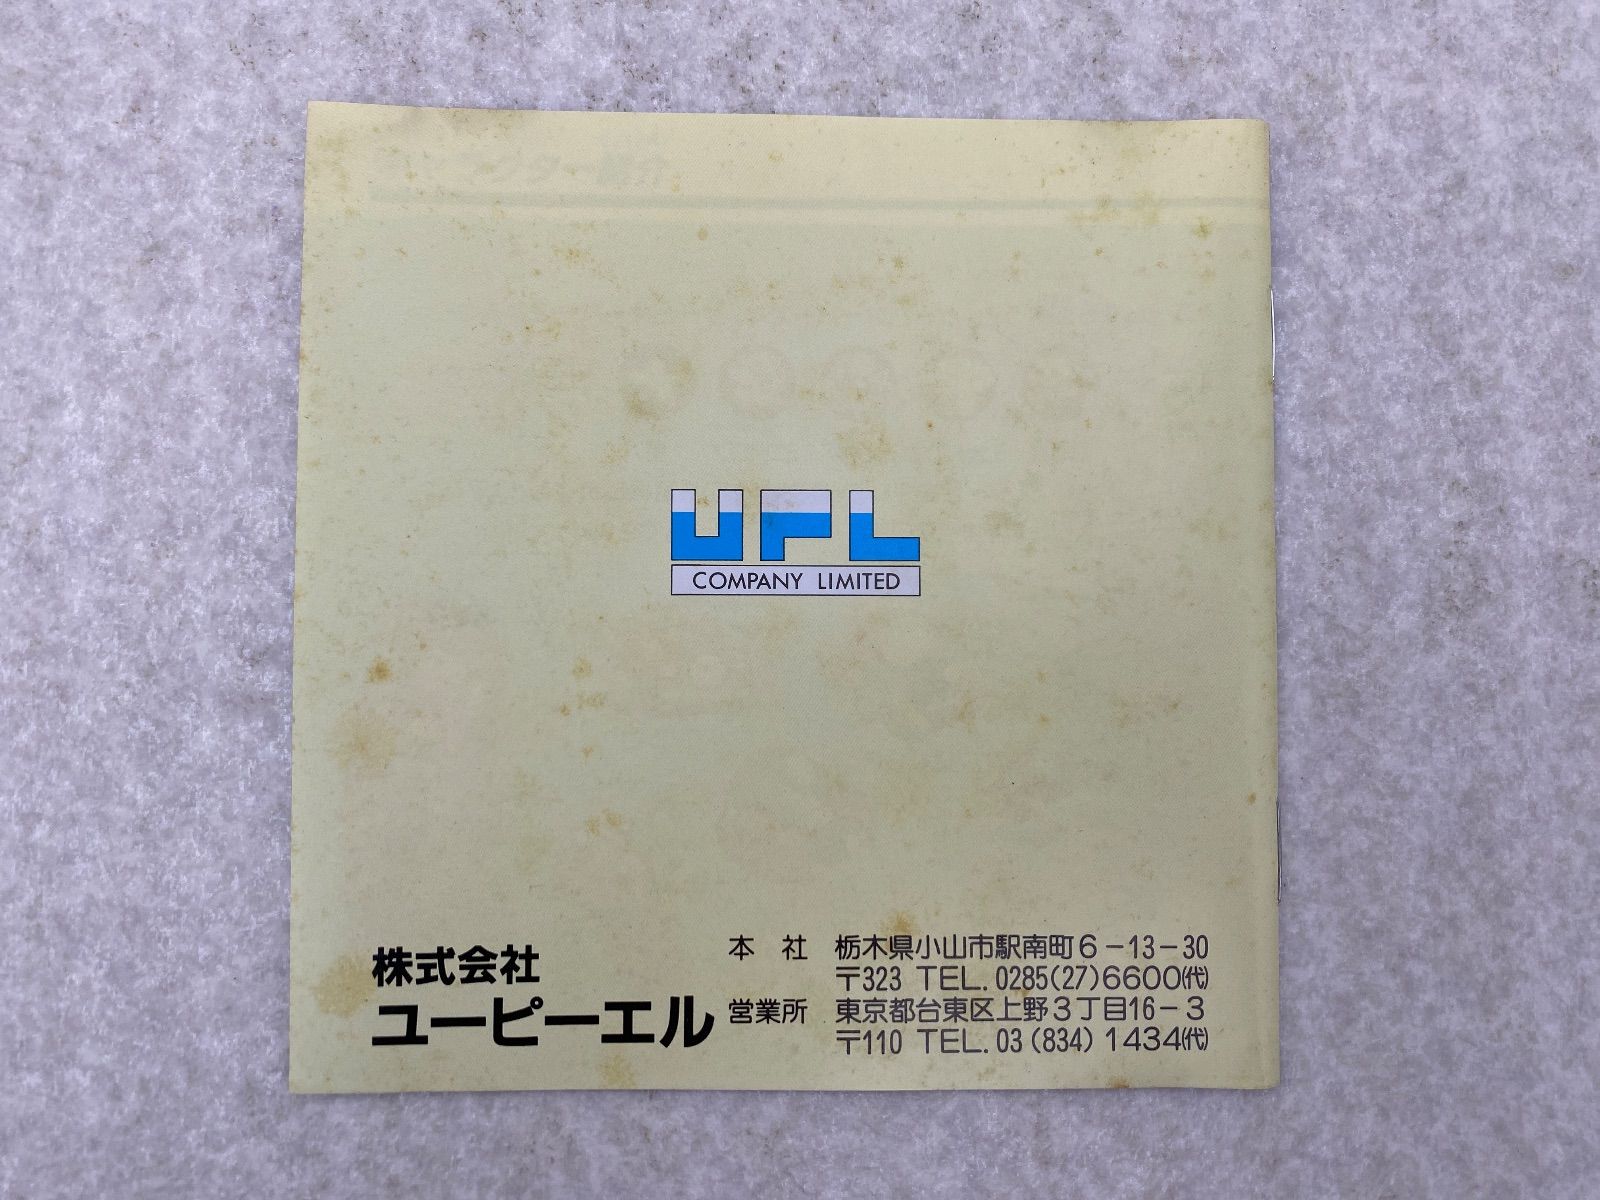 UPL
COMPANY LIMITED
株式会社
ユーピーエル
本社 栃木県小山市駅南町6-13-30
〒323 TEL. 0285(27)6600㈹
営業所 東京都台東区上野3丁目16-3
〒110 TEL. 03(834)1434㈹